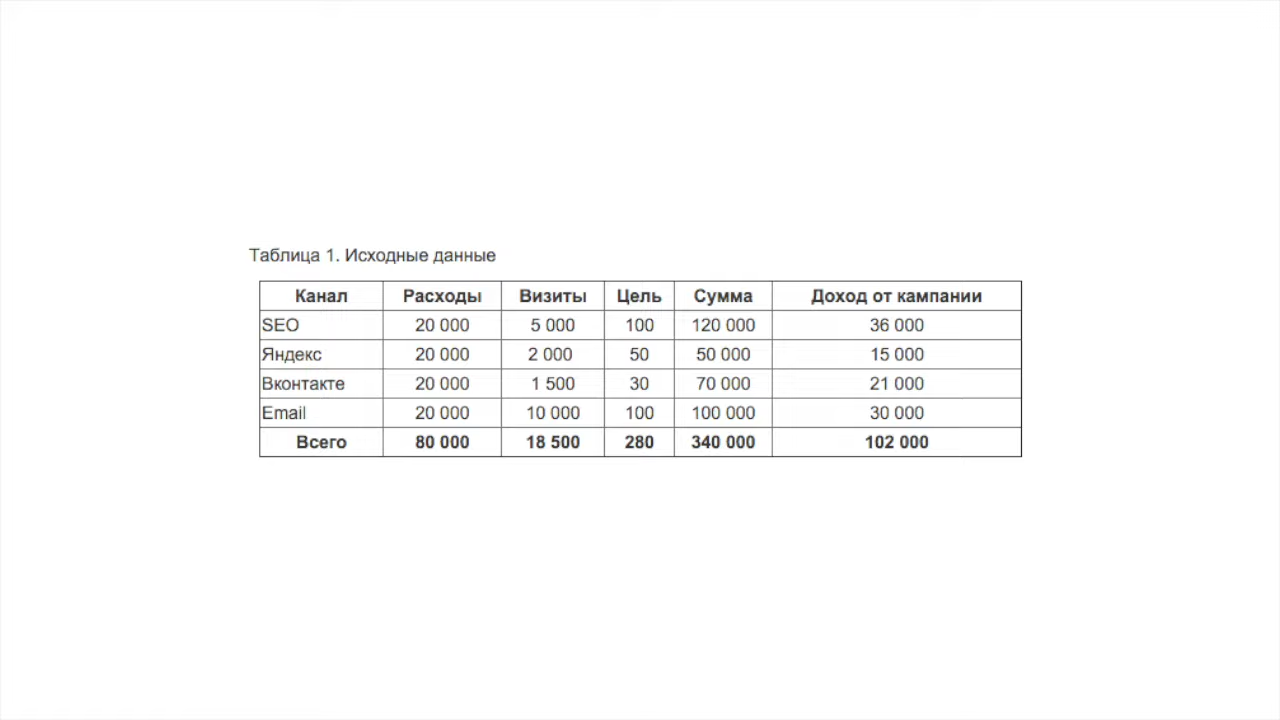 Таблица 1. Исходные данные
Канал Расходы Визиты Цель Сумма Доход от кампании
SEO 20 000 5 000 100 120 000 36 000
Яндекс 20 000 2 000 50 50 000 15 000
Вконтакте 20 000 1 500 30 70 000 21 000
Email 20 000 10 000 100 100 000 30 000
Всего 80 000 18 500 280 340 000 102 000